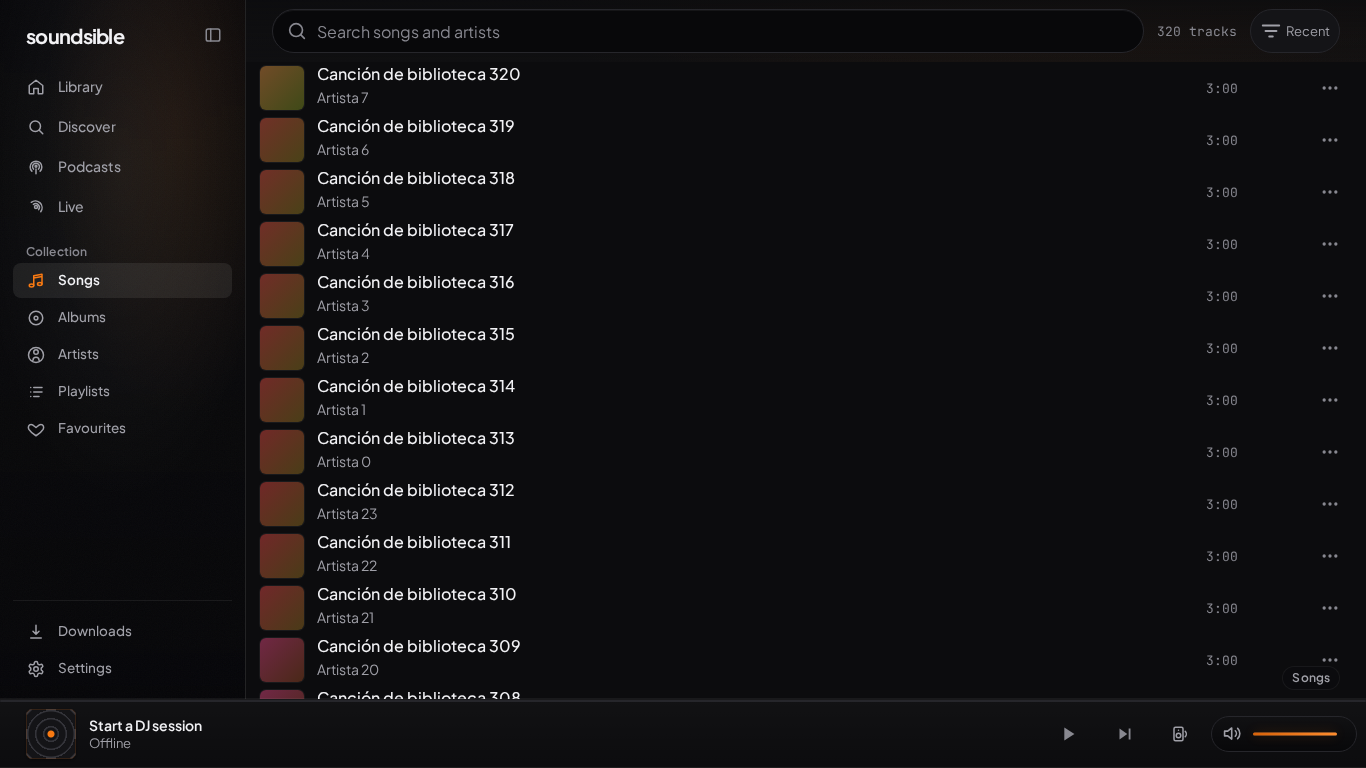 soundsible
Search songs and artists
320 tracks
Recent
Library
Discover
Podcasts
Live
Collection
Songs
Albums
Artists
Playlists
Favourites
Downloads
Settings
Canción de biblioteca 320
Artista 7
3:00
Canción de biblioteca 319
Artista 6
3:00
Canción de biblioteca 318
Artista 5
3:00
Canción de biblioteca 317
Artista 4
3:00
Canción de biblioteca 316
Artista 3
3:00
Canción de biblioteca 315
Artista 2
3:00
Canción de biblioteca 314
Artista 1
3:00
Canción de biblioteca 313
Artista 0
3:00
Canción de biblioteca 312
Artista 23
3:00
Canción de biblioteca 311
Artista 22
3:00
Canción de biblioteca 310
Artista 21
3:00
Canción de biblioteca 309
Artista 20
3:00
Canción de biblioteca 308
Songs
Start a DJ session
Offline